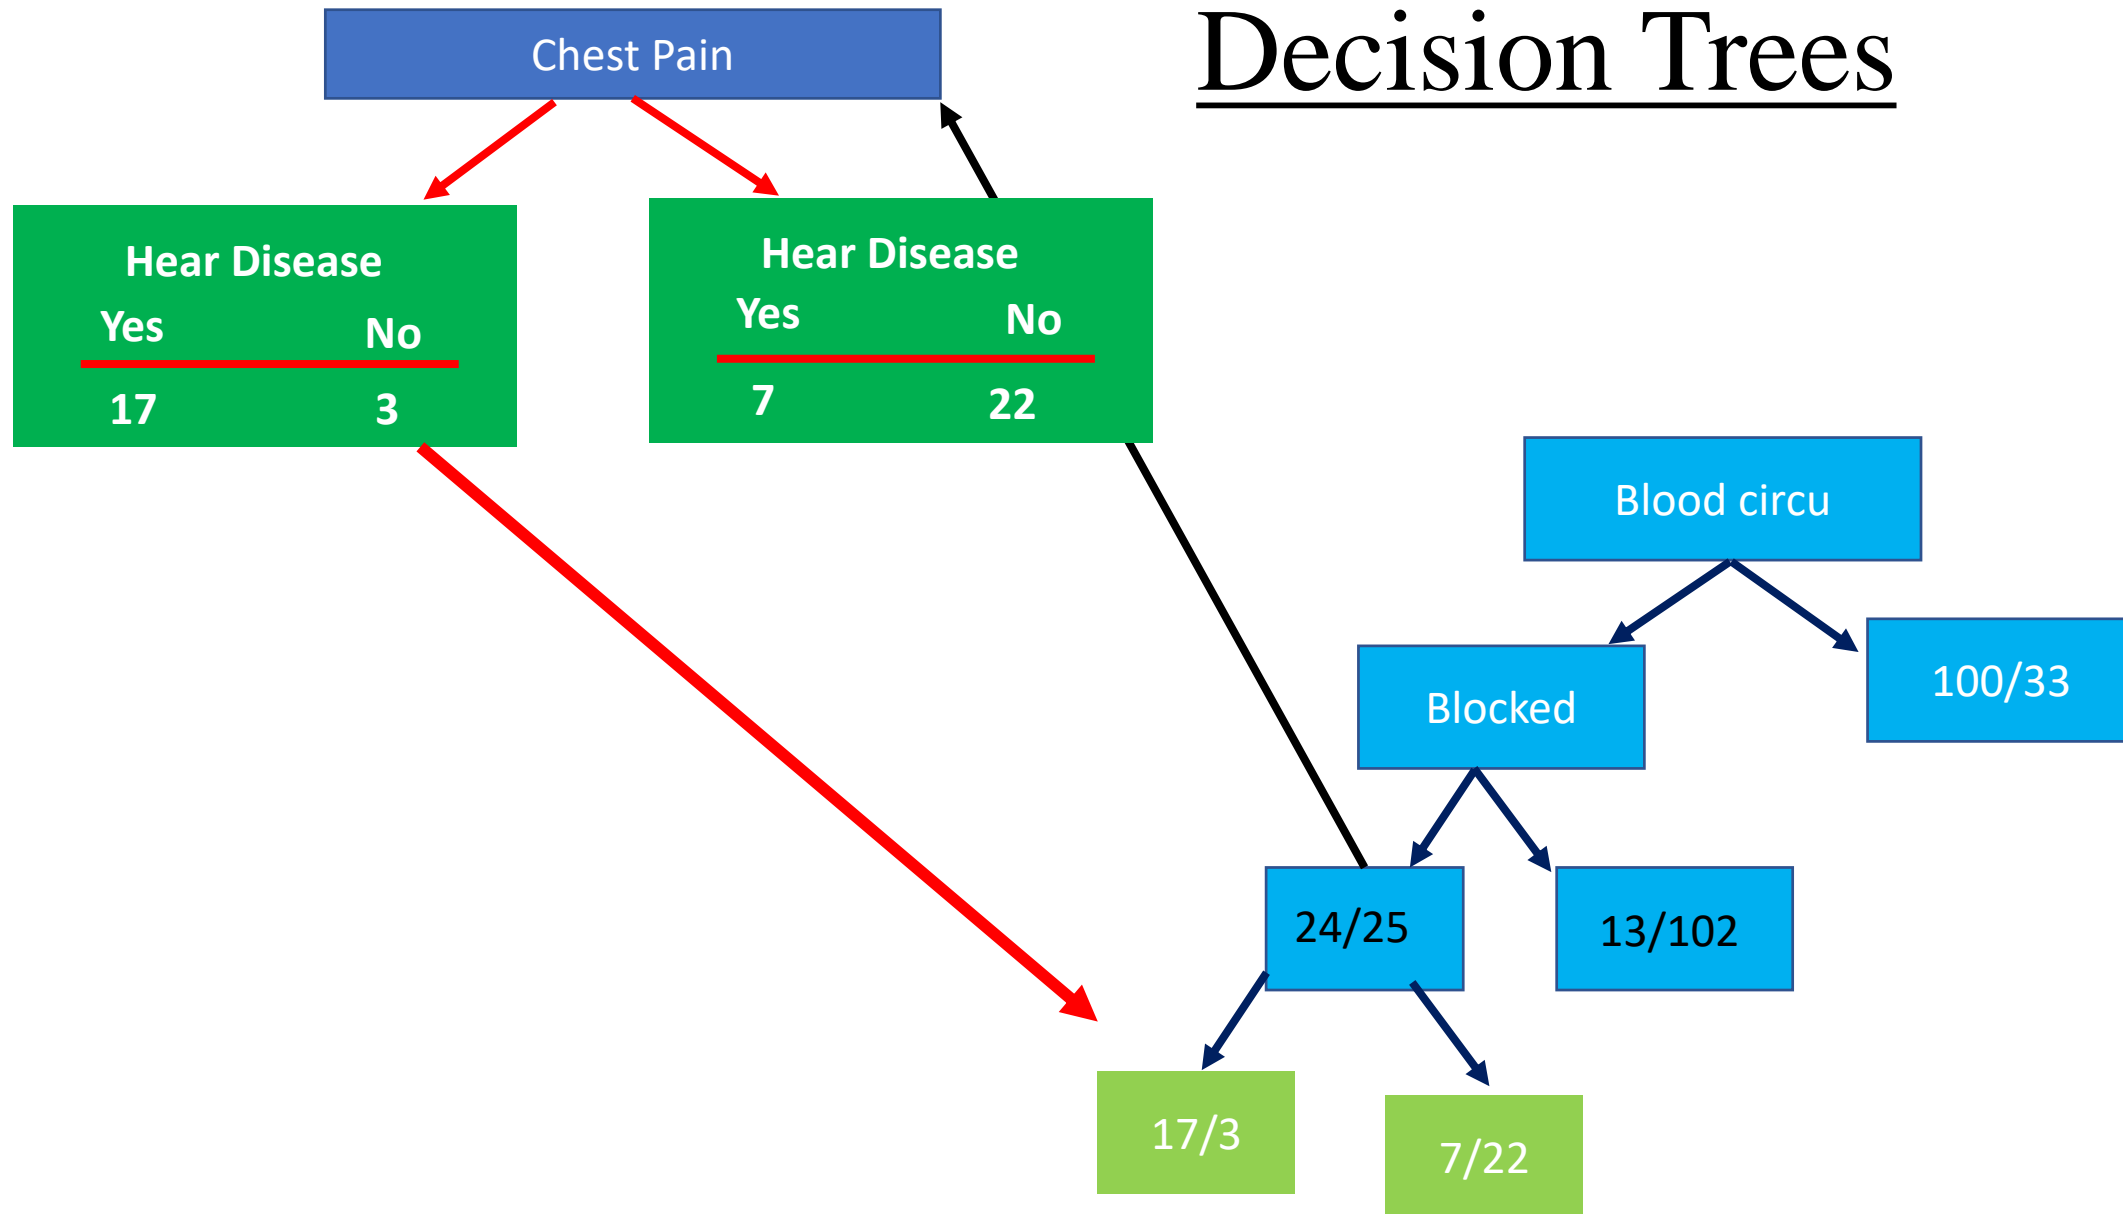 Decision Trees
Chest Pain
Hear Disease
Yes No
17 3
Hear Disease
Yes No
7 22
Blood circu
Blocked
100/33
24/25
13/102
17/3
7/22